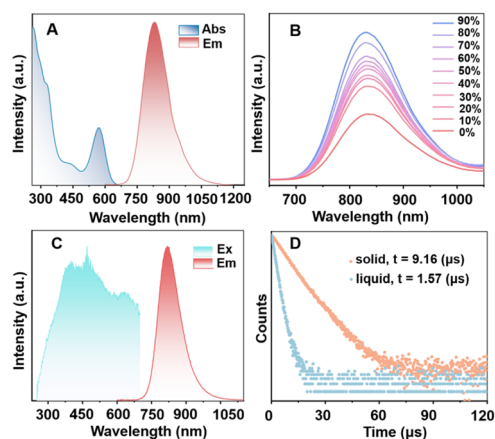 A
Abs
Em
Intensity (a.u.)
300 450 600 750 900 1050 1200
Wavelength (nm)
B
90%
80%
70%
60%
50%
40%
30%
20%
10%
0%
Intensity (a.u.)
700 800 900 1000
Wavelength (nm)
C
Ex
Em
Intensity (a.u.)
300 450 600 750 900 1050
Wavelength (nm)
D
solid, t = 9.16 (μs)
liquid, t = 1.57 (μs)
Counts
0 30 60 90 120
Time (μs)